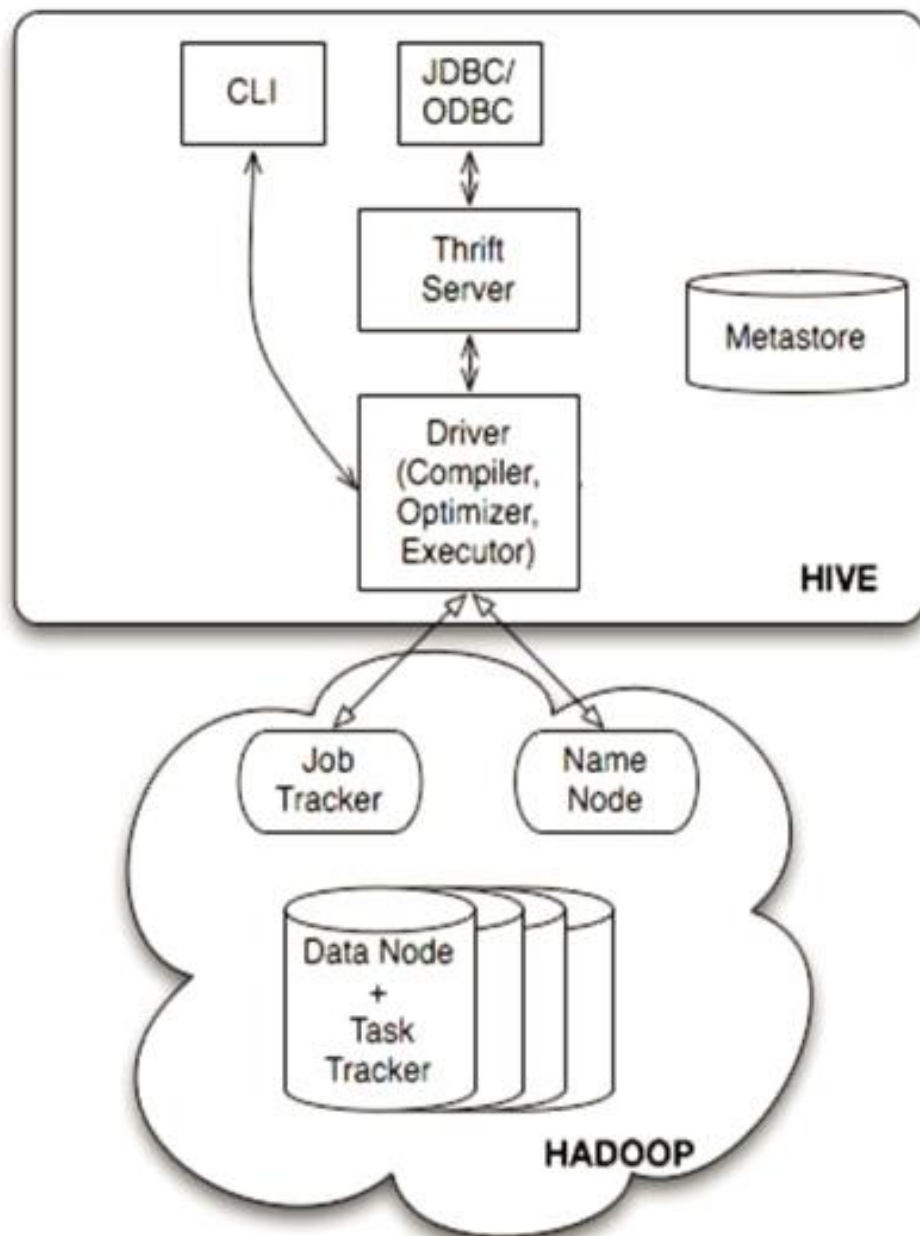 CLI
JDBC/
ODBC
Thrift
Server
Metastore
Driver
(Compiler,
Optimizer,
Executor)
HIVE
Job
Tracker
Name
Node
Data Node
+
Task
Tracker
HADOOP